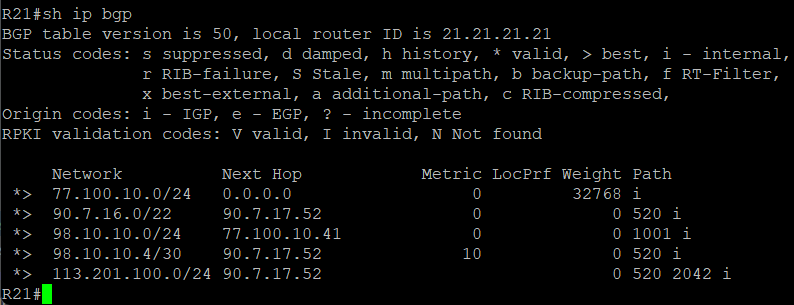 R21#sh ip bgp
BGP table version is 50, local router ID is 21.21.21.21
Status codes: s suppressed, d damped, h history, * valid, > best, i - internal,
              r RIB-failure, S Stale, m multipath, b backup-path, f RT-Filter,
              x best-external, a additional-path, c RIB-compressed,
Origin codes: i - IGP, e - EGP, ? - incomplete
RPKI validation codes: V valid, I invalid, N Not found

     Network          Next Hop            Metric LocPrf Weight Path
 *>  77.100.10.0/24   0.0.0.0                  0         32768 i
 *>  90.7.16.0/22     90.7.17.52               0             0 520 i
 *>  98.10.10.0/24    77.100.10.41             0             0 1001 i
 *>  98.10.10.4/30    90.7.17.52              10             0 520 i
 *>  113.201.100.0/24 90.7.17.52                             0 520 2042 i
R21#